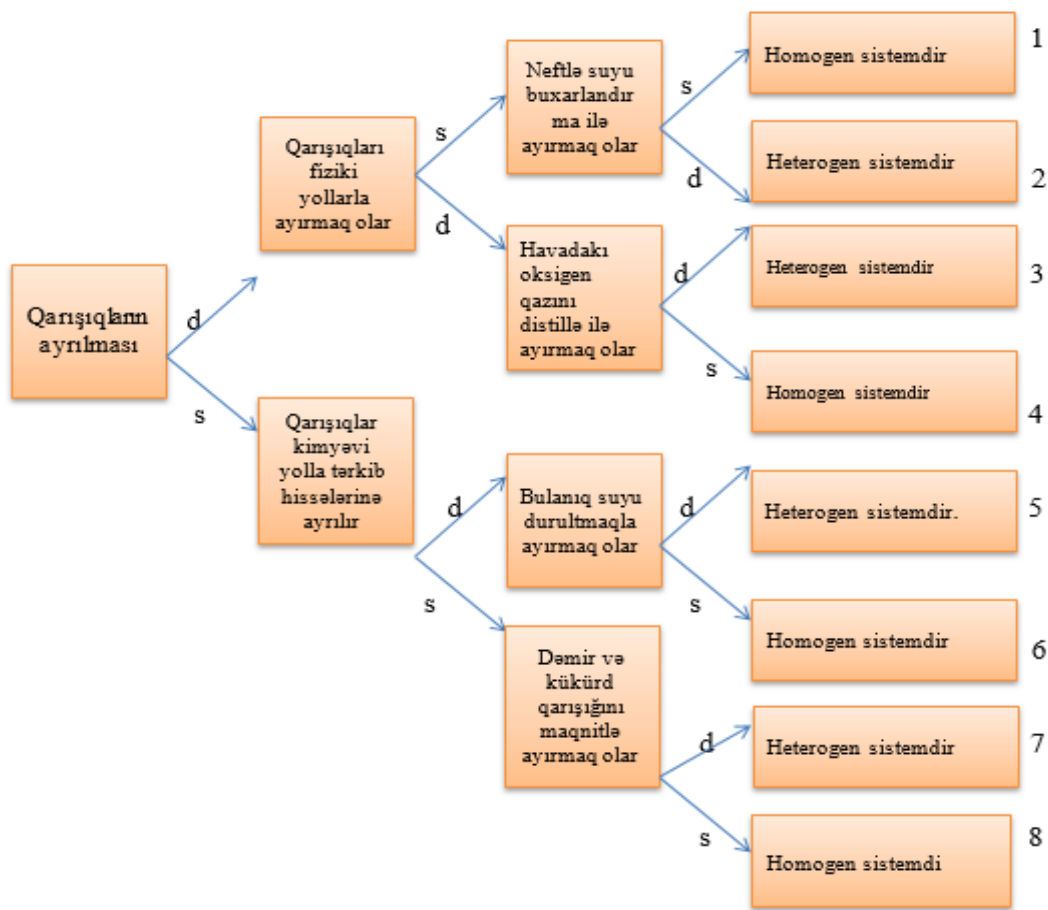 Qarışıqların
ayrılması
d
s
Qarışıqları
fiziki
yollarla
ayırmaq olar
s
d
Qarışıqlar
kimyəvi
yolla tərkib
hissələrinə
ayrılır
d
s
Neftlə suyu
buxarlandır
ma ilə
ayırmaq olar
s
d
Havadakı
oksigen
qazını
distillə ilə
ayırmaq olar
d
s
Bulanıq suyu
durultmaqla
ayırmaq olar
d
s
Dəmir və
kükürd
qarışığını
maqnitlə
ayırmaq olar
d
s
Homogen sistemdir 1
Heterogen sistemdir 2
Heterogen sistemdir 3
Homogen sistemdir 4
Heterogen sistemdir. 5
Homogen sistemdir 6
Heterogen sistemdir 7
Homogen sistemdi 8